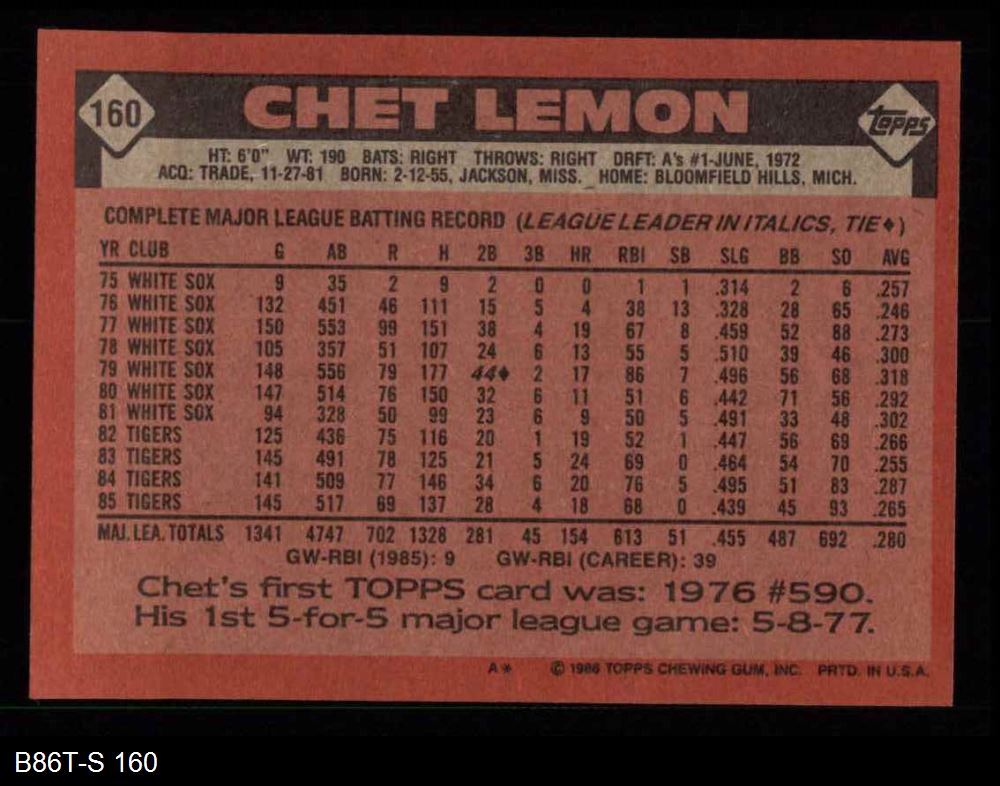 160 CHET LEMON TOPPS
HT: 6'0" WT: 190 BATS: RIGHT THROWS: RIGHT DRFT: A's #1-JUNE, 1972
ACQ: TRADE, 11-27-81 BORN: 2-12-55, JACKSON, MISS. HOME: BLOOMFIELD HILLS, MICH.
COMPLETE MAJOR LEAGUE BATTING RECORD (LEAGUE LEADER IN ITALICS, TIE♦)
YR CLUB G AB R H 2B 3B HR RBI SB SLG BB SO AVG
75 WHITE SOX 9 35 2 9 2 0 0 1 1 .314 2 6 .257
76 WHITE SOX 132 451 46 111 15 5 4 38 13 .328 28 65 .246
77 WHITE SOX 150 553 99 151 38 4 19 67 8 .459 52 88 .273
78 WHITE SOX 105 357 51 107 24 6 13 55 5 .510 39 46 .300
79 WHITE SOX 148 556 79 177 44♦ 2 17 86 7 .496 56 68 .318
80 WHITE SOX 147 514 76 150 32 6 11 51 6 .442 71 56 .292
81 WHITE SOX 94 328 50 99 23 6 9 50 5 .491 33 48 .302
82 TIGERS 125 436 75 116 20 1 19 52 1 .447 56 69 .266
83 TIGERS 145 491 78 125 21 5 24 69 0 .464 54 70 .255
84 TIGERS 141 509 77 146 34 6 20 76 5 .495 51 83 .287
85 TIGERS 145 517 69 137 28 4 18 68 0 .439 45 93 .265
MAJ. LEA. TOTALS 1341 4747 702 1328 281 45 154 613 51 .455 487 692 .280
GW-RBI (1985): 9 GW-RBI (CAREER): 39
Chet's first TOPPS card was: 1976 #590.
His 1st 5-for-5 major league game: 5-8-77.
A* © 1986 TOPPS CHEWING GUM, INC. PRTD. IN U.S.A.
B86T-S 160